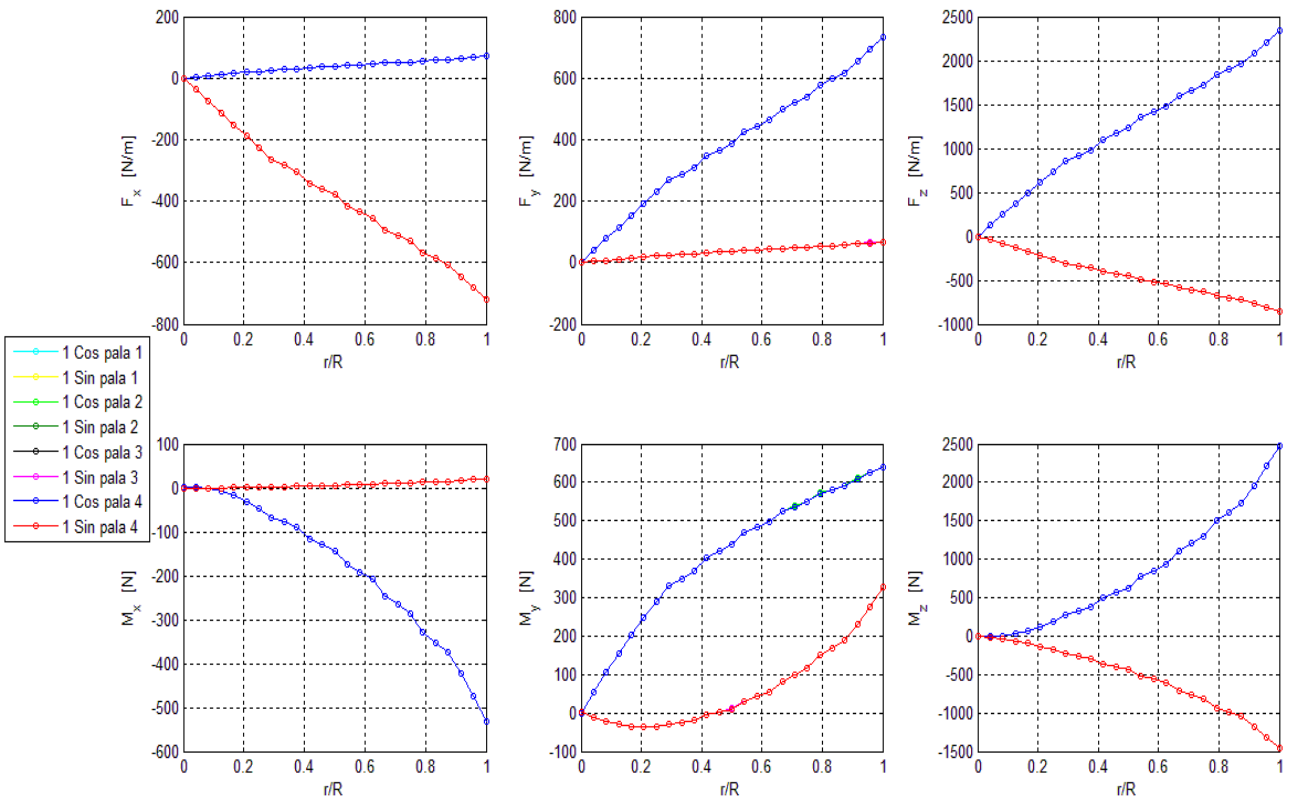 200
0
-200
-400
-600
-800
F_x [N/m]
0 0.2 0.4 0.6 0.8 1
r/R
800
600
400
200
0
-200
F_y [N/m]
0 0.2 0.4 0.6 0.8 1
r/R
2500
2000
1500
1000
500
0
-500
-1000
F_z [N/m]
0 0.2 0.4 0.6 0.8 1
r/R
1 Cos pala 1
1 Sin pala 1
1 Cos pala 2
1 Sin pala 2
1 Cos pala 3
1 Sin pala 3
1 Cos pala 4
1 Sin pala 4
100
0
-100
-200
-300
-400
-500
-600
M_x [N]
0 0.2 0.4 0.6 0.8 1
r/R
700
600
500
400
300
200
100
0
-100
M_y [N]
0 0.2 0.4 0.6 0.8 1
r/R
2500
2000
1500
1000
500
0
-500
-1000
-1500
M_z [N]
0 0.2 0.4 0.6 0.8 1
r/R